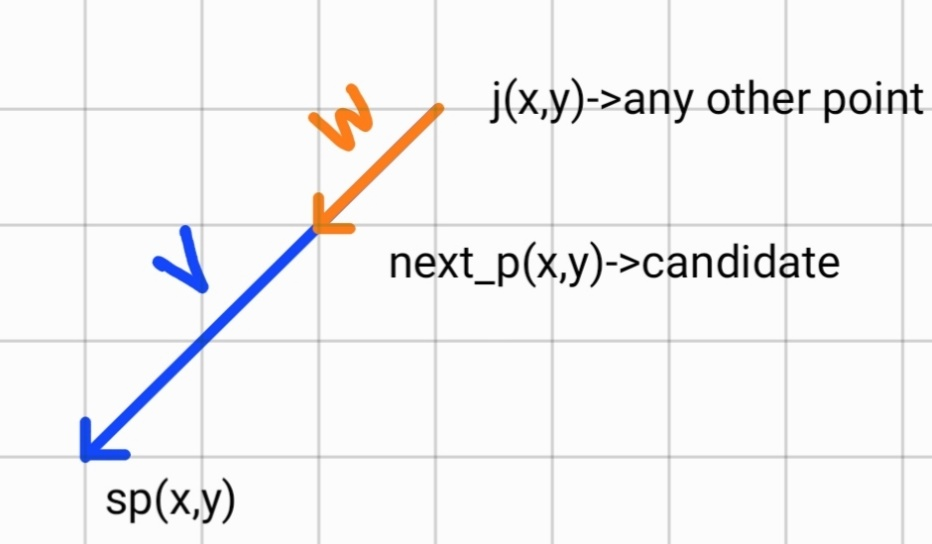 W
j(x,y)->any other point
V
next_p(x,y)->candidate
sp(x,y)